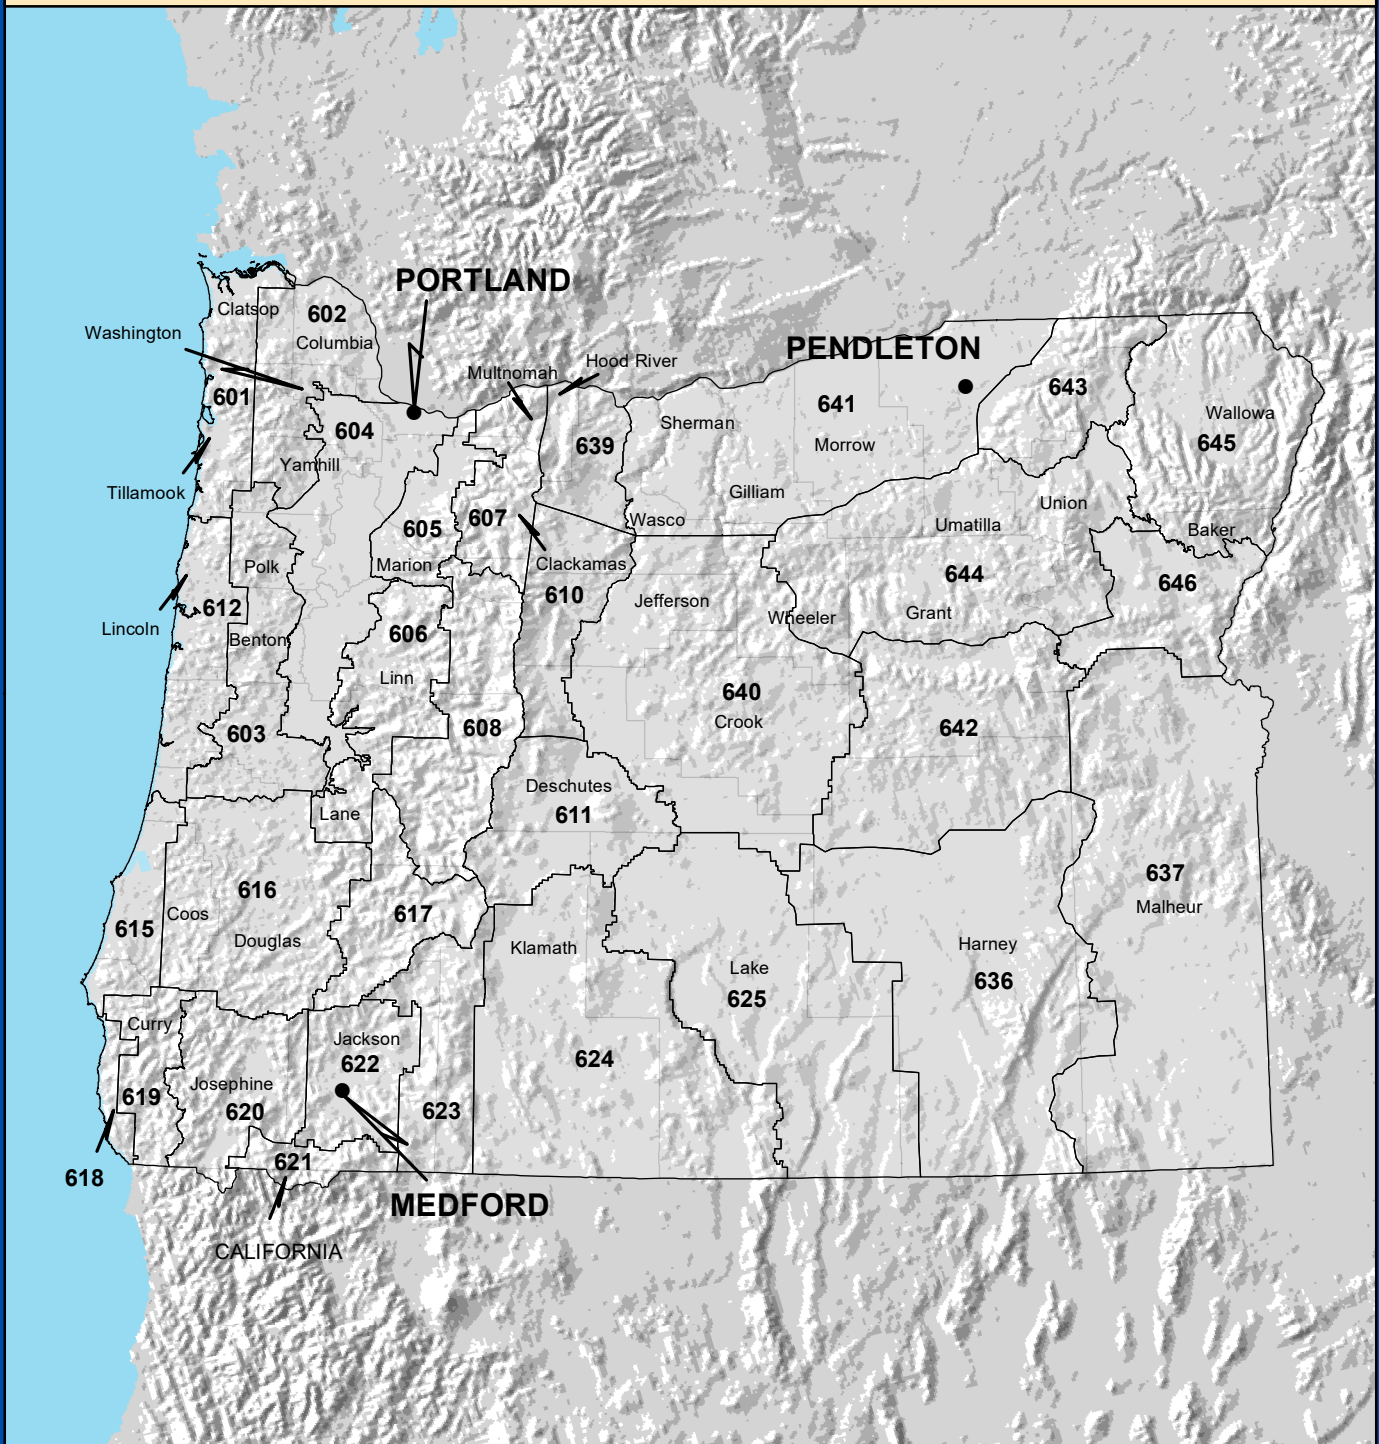 PORTLAND
Clatsop
602
Washington
Columbia
PENDLETON
Hood River
Multnomah
643
601
641
Wallowa
Sherman
604
645
Morrow
639
Yamhill
Tillamook
Gilliam
Union
607
Wasco
605
Umatilla
Baker
Marion
Clackamas
Polk
644
646
610
Jefferson
612
Grant
Wheeler
Lincoln
606
Benton
Linn
640
Crook
608
642
603
Deschutes
Lane
611
637
616
Malheur
Coos
617
615
Douglas
Klamath
Harney
Lake
636
625
Curry
Jackson
622
624
Josephine
619
620
623
621
618
MEDFORD
CALIFORNIA